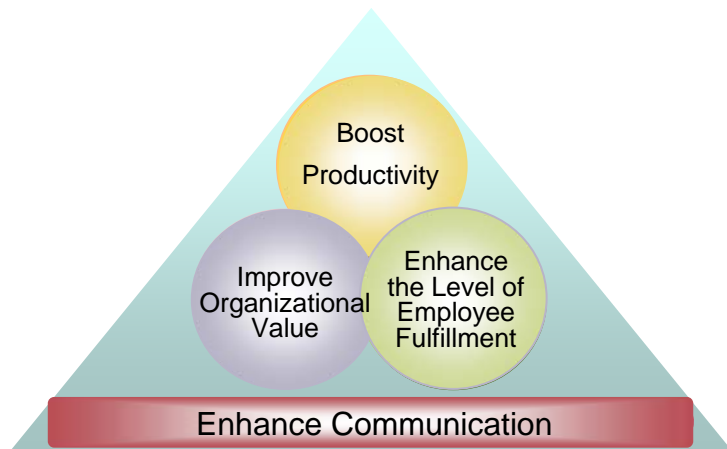 Boost
Productivity
Improve
Organizational
Value
Enhance
the Level of
Employee
Fulfillment
Enhance Communication